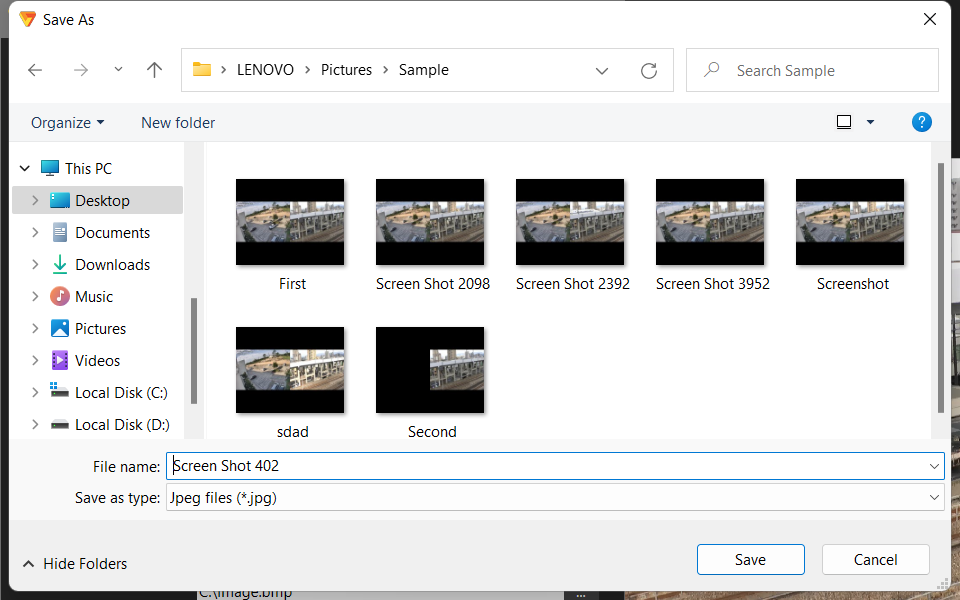 Save As
LENOVO Pictures Sample
Search Sample
Organize
New folder
?
This PC
Desktop
Documents
Downloads
Music
Pictures
Videos
Local Disk (C:)
Local Disk (D:)
First
Screen Shot 2098
Screen Shot 2392
Screen Shot 3952
Screenshot
sdad
Second
File name: Screen Shot 402
Save as type: Jpeg files (*.jpg)
Hide Folders
Save
Cancel
C:\image.bmp
...